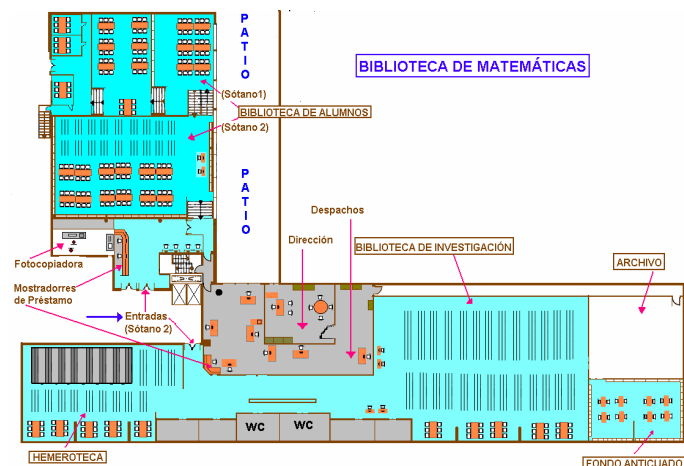 PATIO
BIBLIOTECA DE MATEMÁTICAS
(Sótano1)
BIBLIOTECA DE ALUMNOS
(Sótano 2)
PATIO
Despachos
Dirección
BIBLIOTECA DE INVESTIGACIÓN
ARCHIVO
Fotocopiadora
Mostradorres
de Préstamo
Entradas
(Sótano 2)
WC
WC
HEMEROTECA
FONDO ANTICUADO